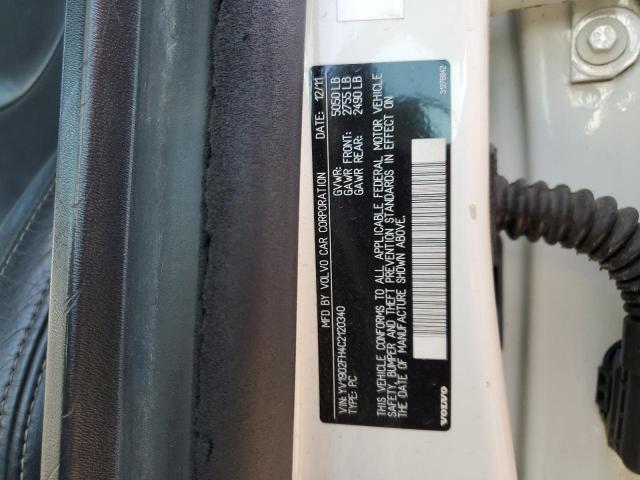 MFD BY VOLVO CAR CORPORATION DATE: 12/11
GVWR: 5050 LB
GAWR FRONT: 2755 LB
GAWR REAR: 2490 LB
VIN: YV1902FH4C2120340
TYPE: PC
THIS VEHICLE CONFORMS TO ALL APPLICABLE FEDERAL MOTOR VEHICLE
SAFETY, BUMPER AND THEFT PREVENTION STANDARDS IN EFFECT ON
THE DATE OF MANUFACTURE SHOWN ABOVE.
VOLVO